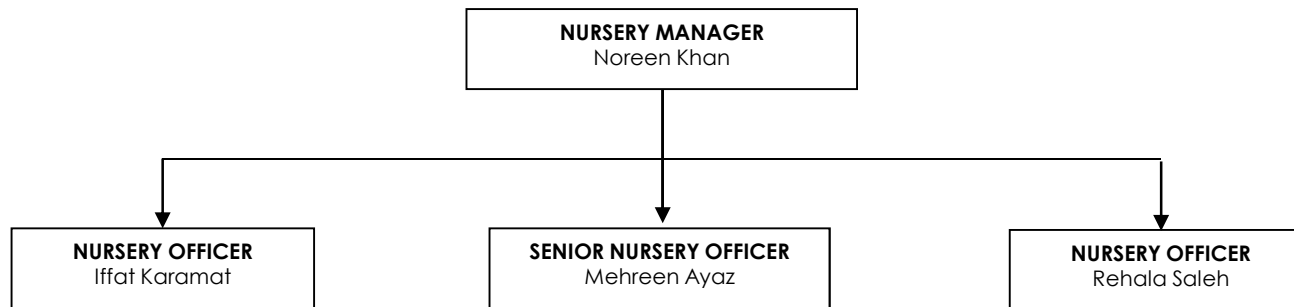 NURSERY MANAGER
Noreen Khan
NURSERY OFFICER
Iffat Karamat
SENIOR NURSERY OFFICER
Mehreen Ayaz
NURSERY OFFICER
Rehala Saleh